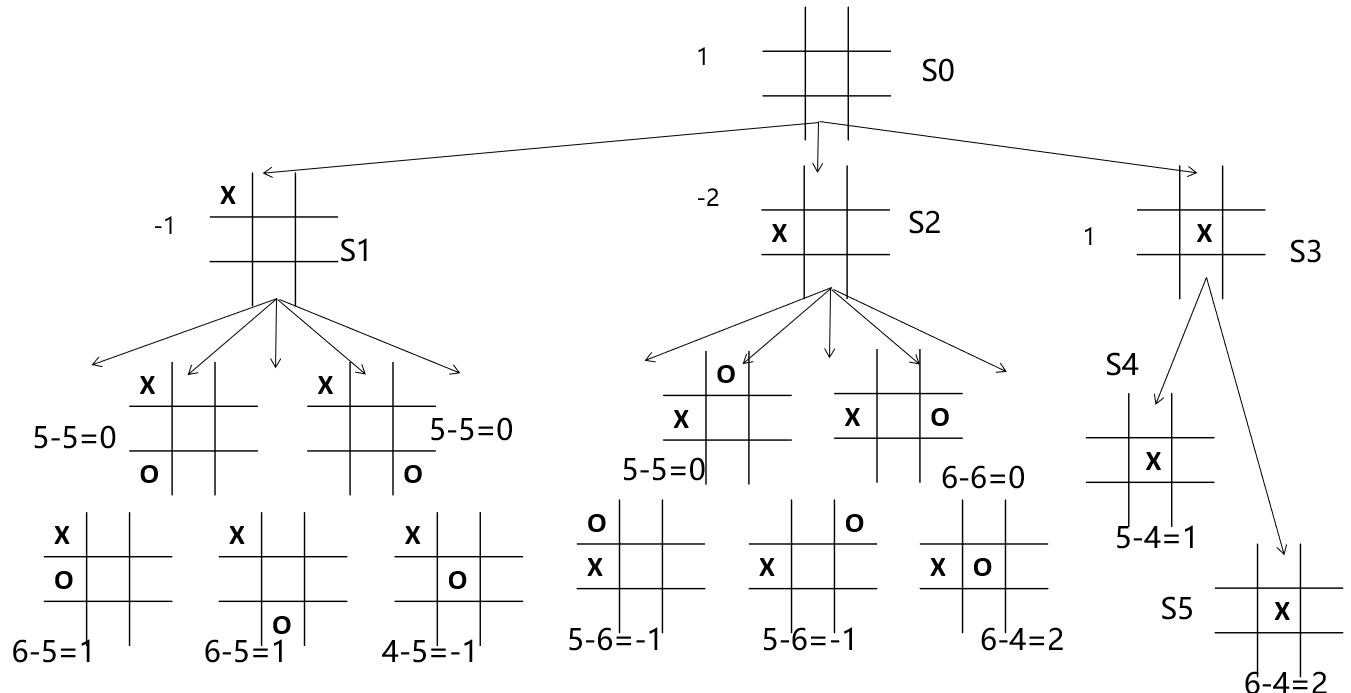 1
S0
X
-1
S1
-2
X
S2
1
X
S3
X
O
5-5=0
X
O
5-5=0
X
O
6-5=1
X
O
6-5=1
X
O
4-5=-1
O
X
5-5=0
X O
6-6=0
O
X
5-6=-1
O
X
5-6=-1
X O
6-4=2
S4
X
5-4=1
S5
X
6-4=2